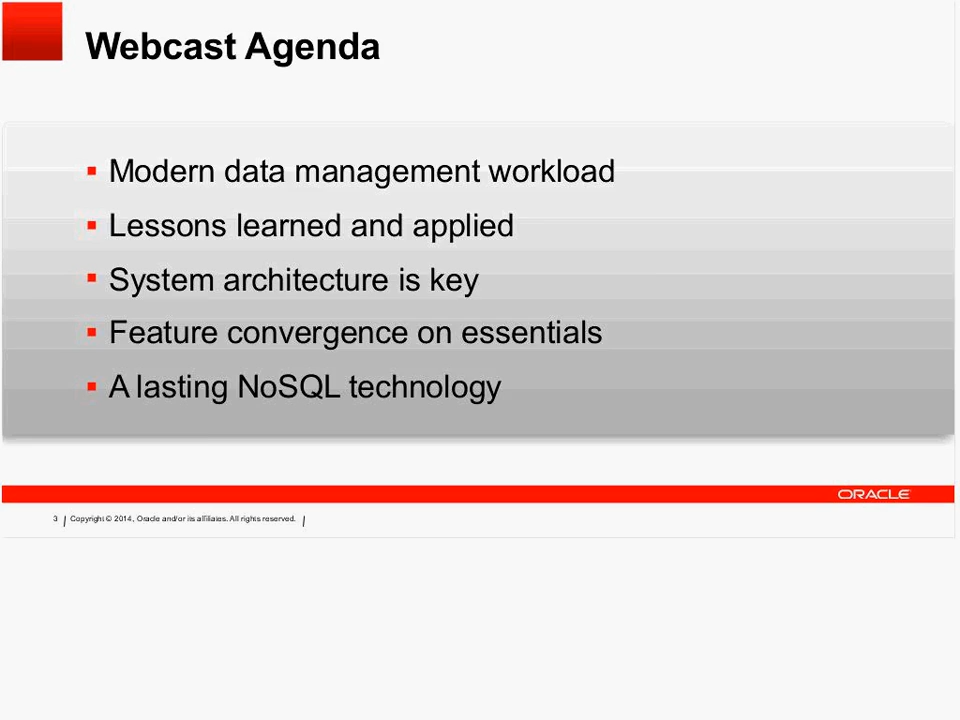 Webcast Agenda
▪ Modern data management workload
▪ Lessons learned and applied
▪ System architecture is key
▪ Feature convergence on essentials
▪ A lasting NoSQL technology
ORACLE
3 | Copyright © 2014, Oracle and/or its affiliates. All rights reserved. |